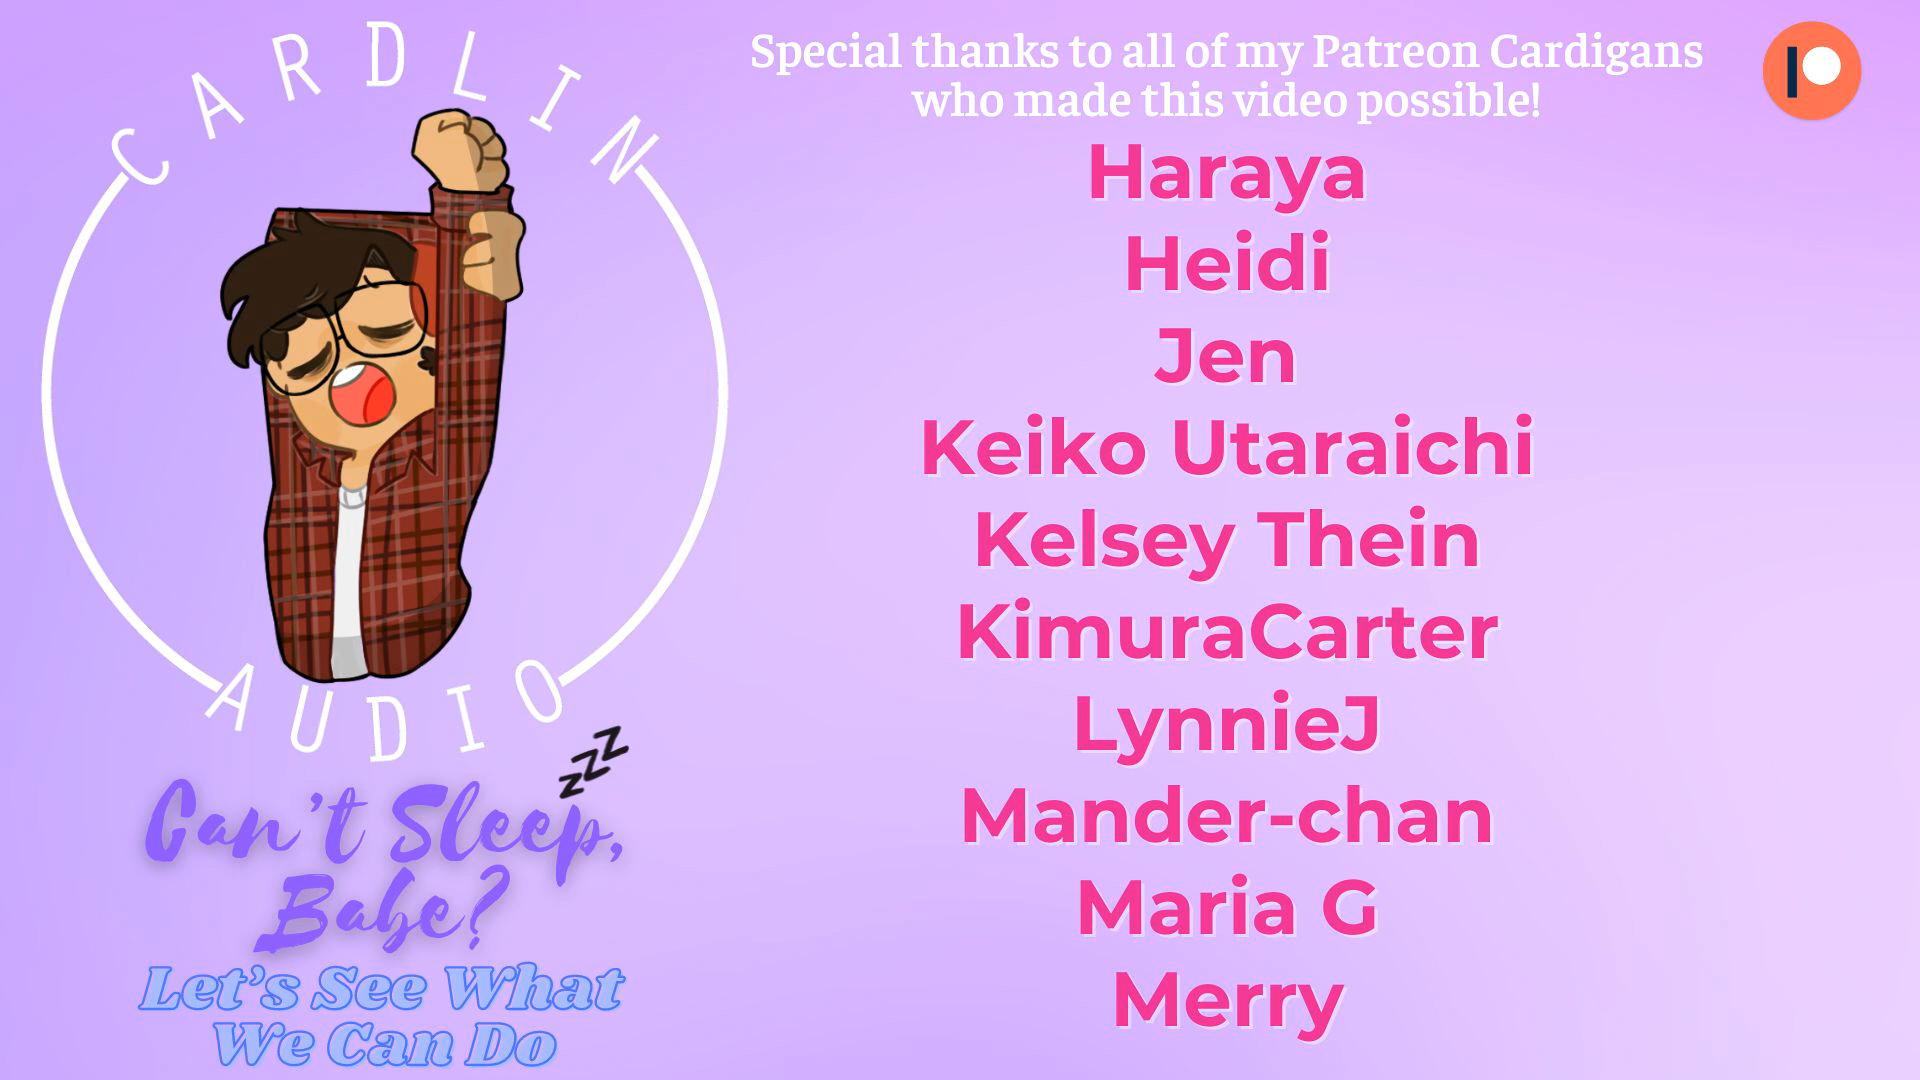 CARDLIN
AUDIO
zzz
Can't Sleep,
Babe?
Let's See What
We Can Do
Special thanks to all of my Patreon Cardigans
who made this video possible!
Haraya
Heidi
Jen
Keiko Utaraichi
Kelsey Thein
KimuraCarter
LynnieJ
Mander-chan
Maria G
Merry